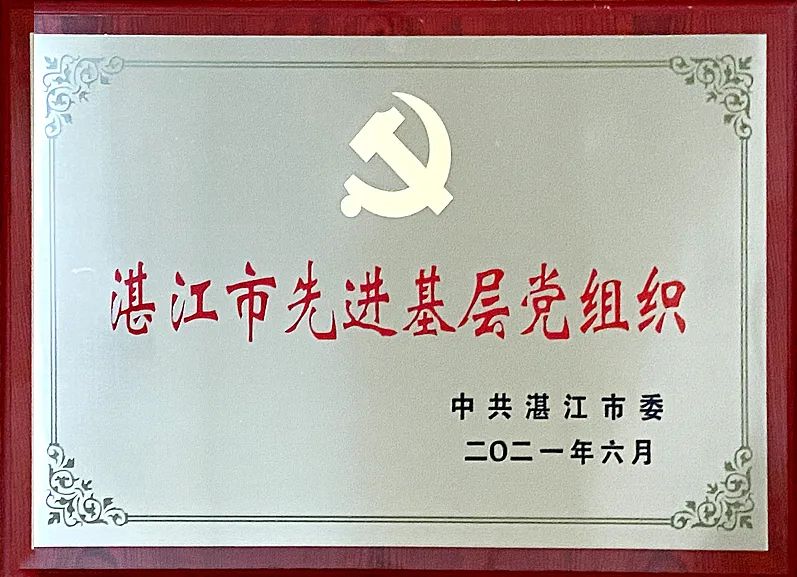 湛江市先进基层党组织
中共湛江市委
二〇二一年六月